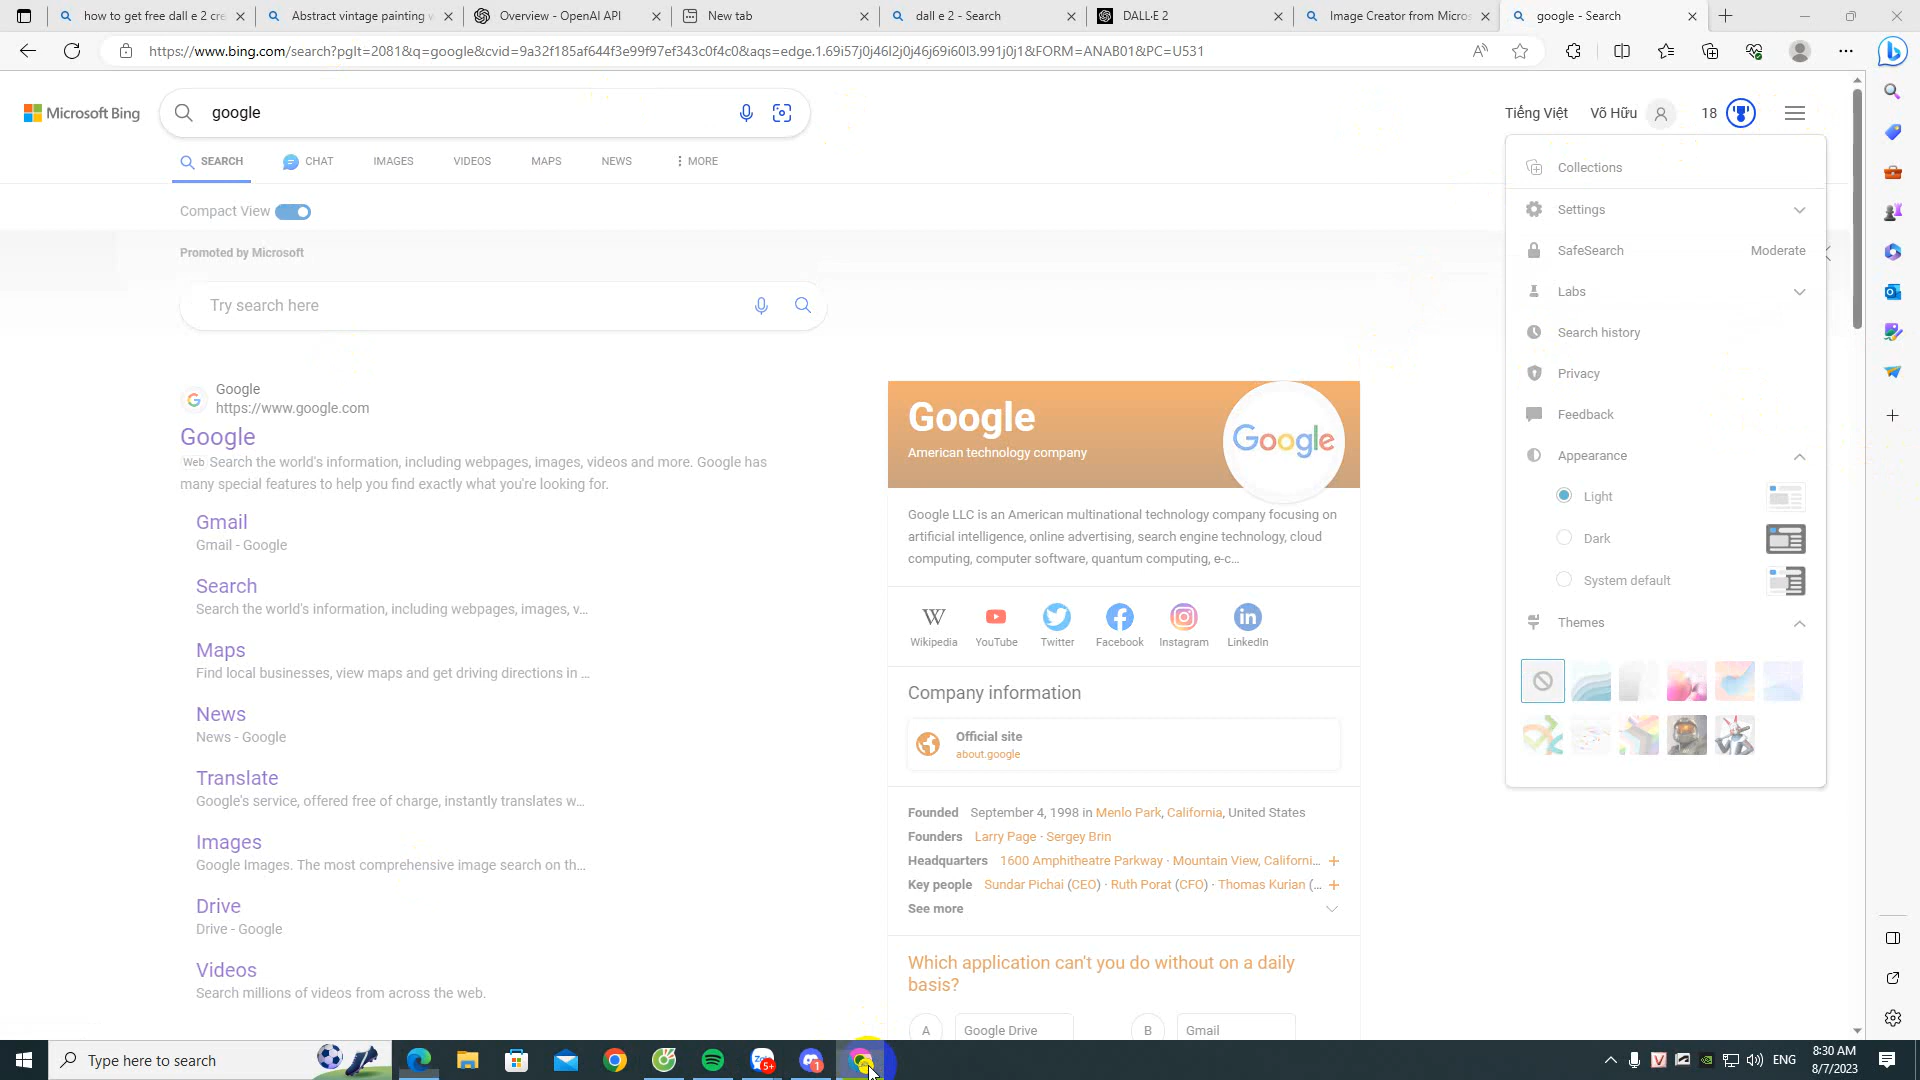 how to get free dall e 2 cre
Abstract vintage painting w
Overview - OpenAI API
New tab
dall e 2 - Search
DALL·E 2
Image Creator from Micros
google - Search
https://www.bing.com/search?pglt=2081&q=google&cvid=9a32f185af644f3e99f97ef343c0f4c0&aqs=edge.1.69i57j0j46l2j0j46j69i60l3.991j0j1&FORM=ANAB01&PC=U531
Microsoft Bing
google
Tiếng Việt
Võ Hữu
18
SEARCH
CHAT
IMAGES
VIDEOS
MAPS
NEWS
MORE
Compact View
Promoted by Microsoft
Try search here
Google
https://www.google.com
Google
Web Search the world's information, including webpages, images, videos and more. Google has
many special features to help you find exactly what you're looking for.
Gmail
Gmail - Google
Search
Search the world's information, including webpages, images, v...
Maps
Find local businesses, view maps and get driving directions in ...
News
News - Google
Translate
Google's service, offered free of charge, instantly translates w...
Images
Google Images. The most comprehensive image search on th...
Drive
Drive - Google
Videos
Search millions of videos from across the web.
Google
American technology company
Google
Google LLC is an American multinational technology company focusing on
artificial intelligence, online advertising, search engine technology, cloud
computing, computer software, quantum computing, e-c...
W
Wikipedia
YouTube
Twitter
Facebook
Instagram
LinkedIn
Company information
Official site
about.google
Founded September 4, 1998 in Menlo Park, California, United States
Founders Larry Page · Sergey Brin
Headquarters 1600 Amphitheatre Parkway · Mountain View, Californi...
Key people Sundar Pichai (CEO) · Ruth Porat (CFO) · Thomas Kurian (...
See more
Which application can't you do without on a daily
basis?
A
Google Drive
B
Gmail
Collections
Settings
SafeSearch
Moderate
Labs
Search history
Privacy
Feedback
Appearance
Light
Dark
System default
Themes
Type here to search
Zalo
5+
1
ENG
8:30 AM
8/7/2023